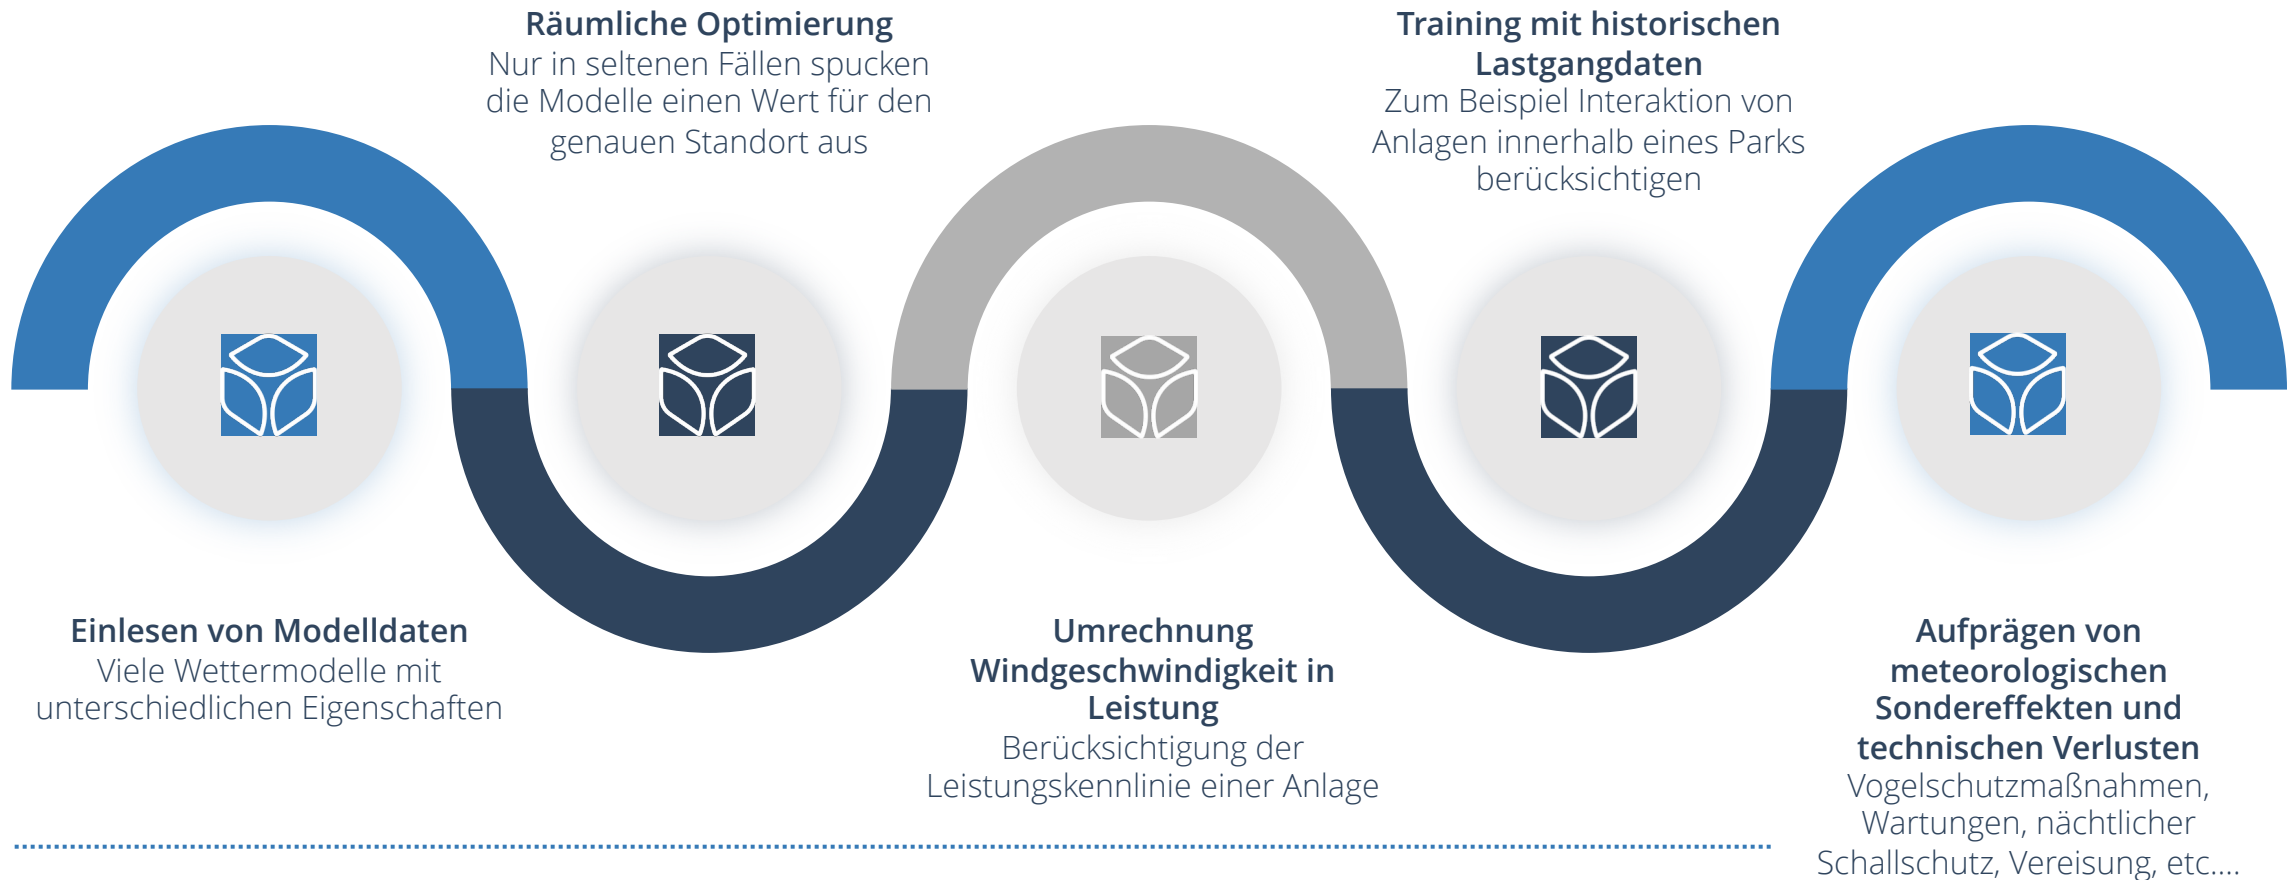 Räumliche Optimierung
Nur in seltenen Fällen spucken
die Modelle einen Wert für den
genauen Standort aus
Training mit historischen
Lastgangdaten
Zum Beispiel Interaktion von
Anlagen innerhalb eines Parks
berücksichtigen
Einlesen von Modelldaten
Viele Wettermodelle mit
unterschiedlichen Eigenschaften
Umrechnung
Windgeschwindigkeit in
Leistung
Berücksichtigung der
Leistungskennlinie einer Anlage
Aufprägen von
meteorologischen
Sondereffekten und
technischen Verlusten
Vogelschutzmaßnahmen,
Wartungen, nächtlicher
Schallschutz, Vereisung, etc....